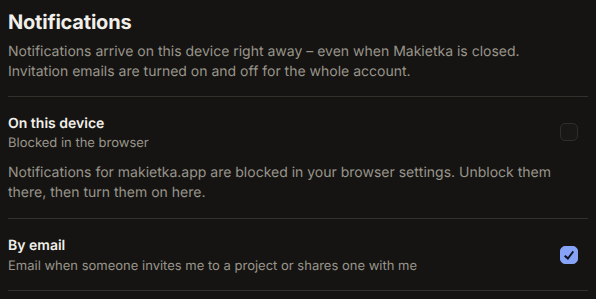 Notifications
Notifications arrive on this device right away – even when Makietka is closed.
Invitation emails are turned on and off for the whole account.
On this device
Blocked in the browser
Notifications for makietka.app are blocked in your browser settings. Unblock them
there, then turn them on here.
By email
Email when someone invites me to a project or shares one with me